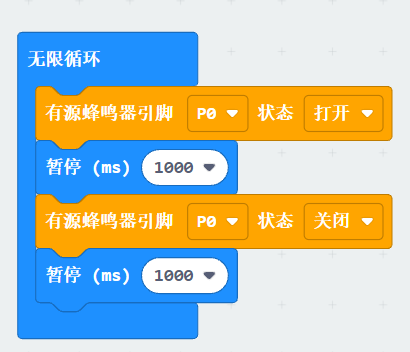 无限循环
有源蜂鸣器引脚 P0 状态 打开
暂停 (ms) 1000
有源蜂鸣器引脚 P0 状态 关闭
暂停 (ms) 1000